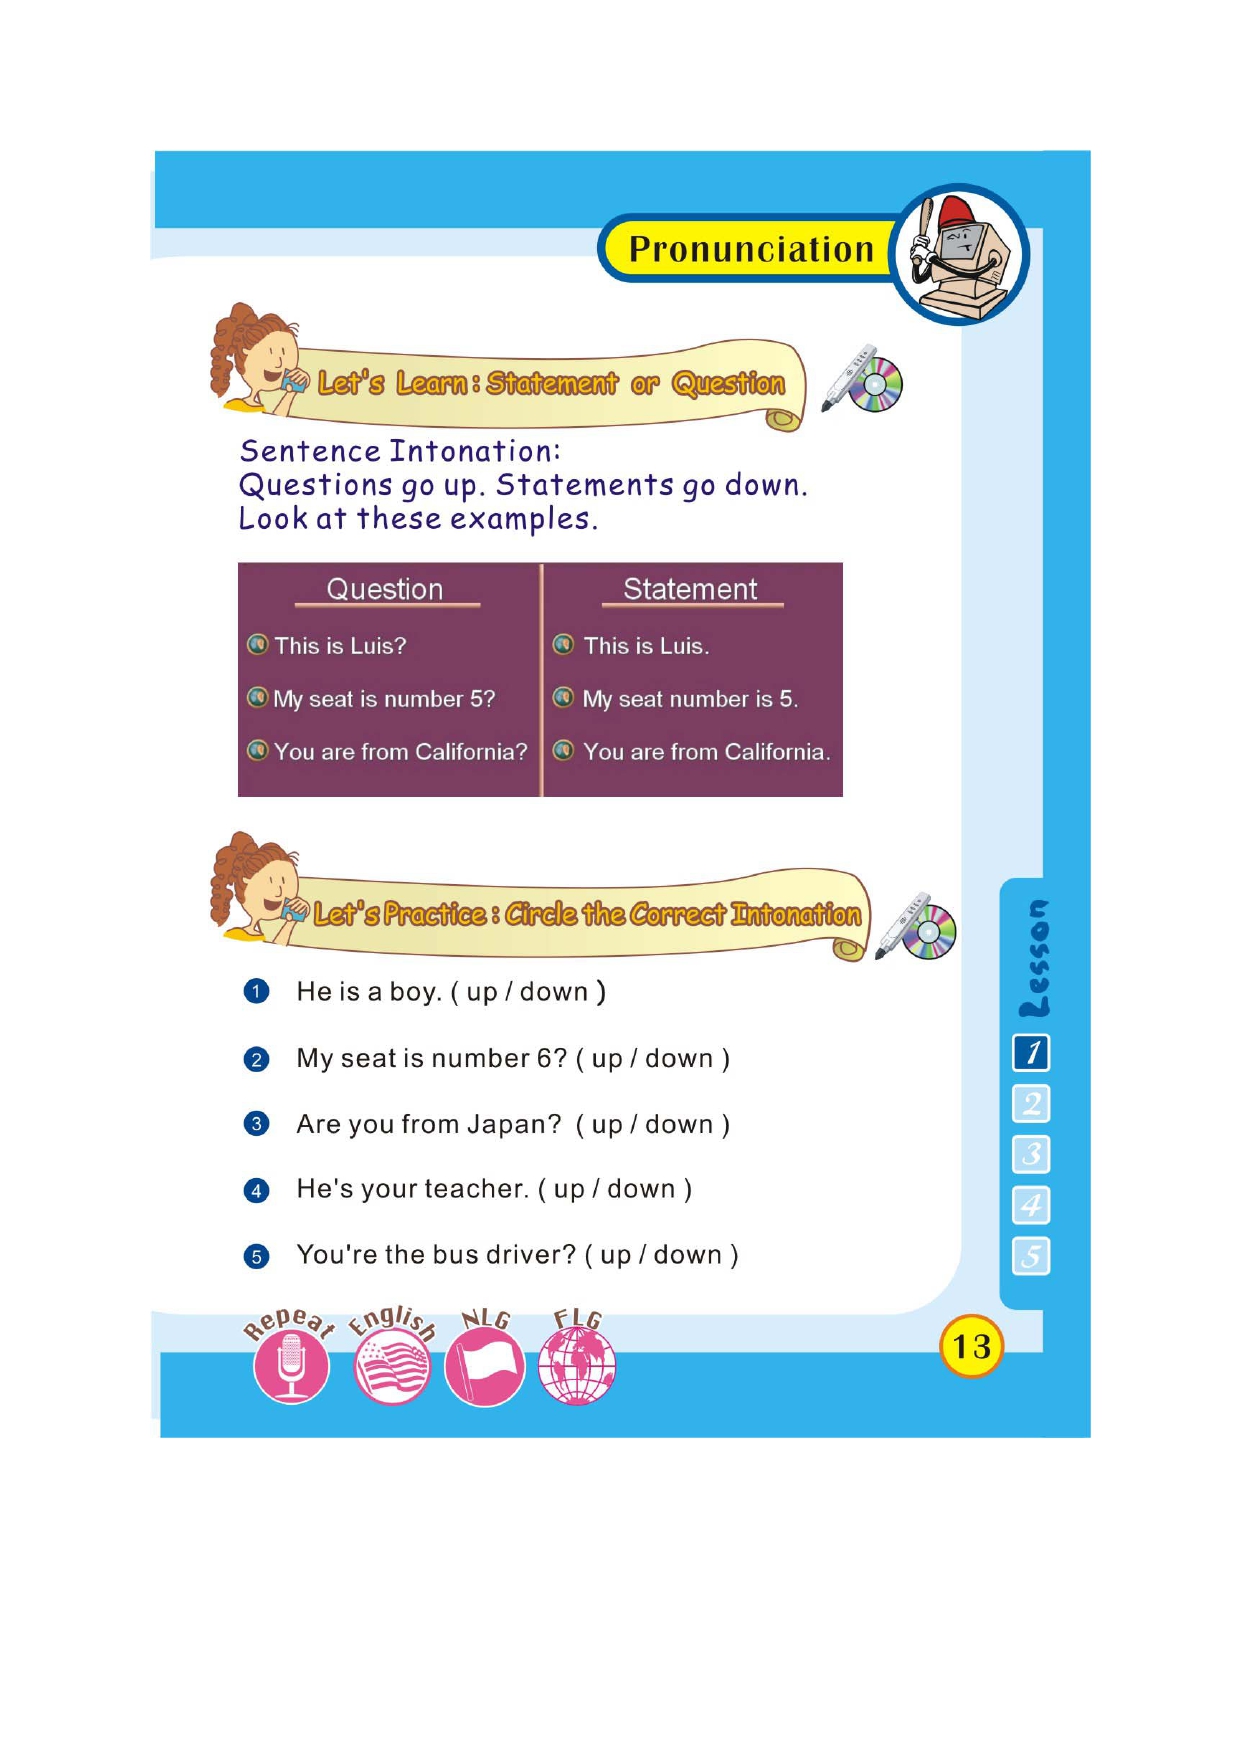 Pronunciation
Let's Learn : Statement or Question
Sentence Intonation:
Questions go up. Statements go down.
Look at these examples.
Question
Statement
This is Luis?
This is Luis.
My seat is number 5?
My seat number is 5.
You are from California?
You are from California.
Let's Practice : Circle the Correct Intonation
1 He is a boy. ( up / down )
2 My seat is number 6? ( up / down )
3 Are you from Japan? ( up / down )
4 He's your teacher. ( up / down )
5 You're the bus driver? ( up / down )
Lesson
1
2
3
4
5
Repeat
English
NLG
FLG
13